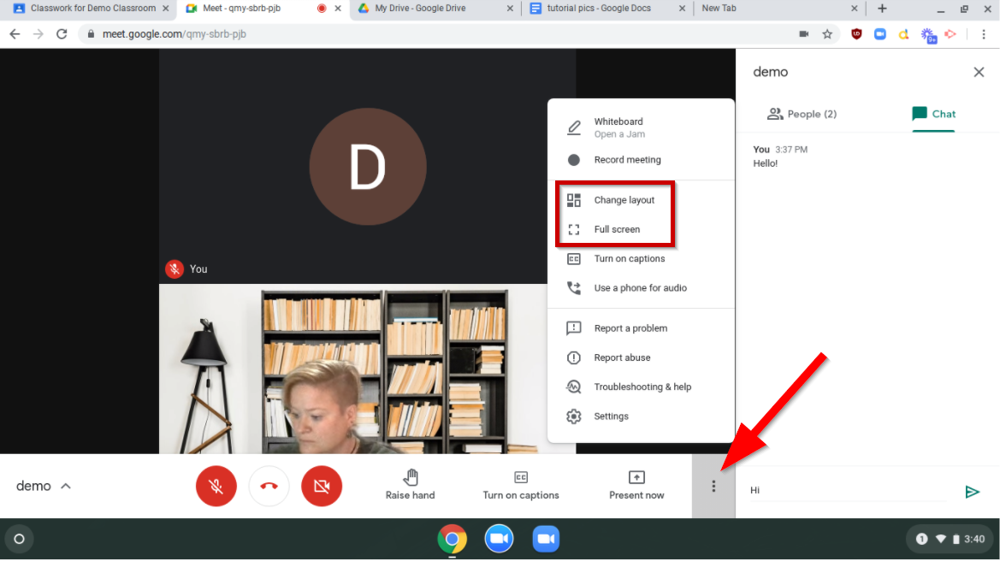 Classwork for Demo Classroom
Meet - qmy-sbrb-pjb
My Drive - Google Drive
tutorial pics - Google Docs
New Tab
meet.google.com/qmy-sbrb-pjb
9+
D
You
Whiteboard
Open a Jam
Record meeting
Change layout
Full screen
CC Turn on captions
Use a phone for audio
Report a problem
Report abuse
Troubleshooting & help
Settings
demo
People (2)
Chat
You 3:37 PM
Hello!
Hi
demo
Raise hand
CC
Turn on captions
Present now
1
3:40